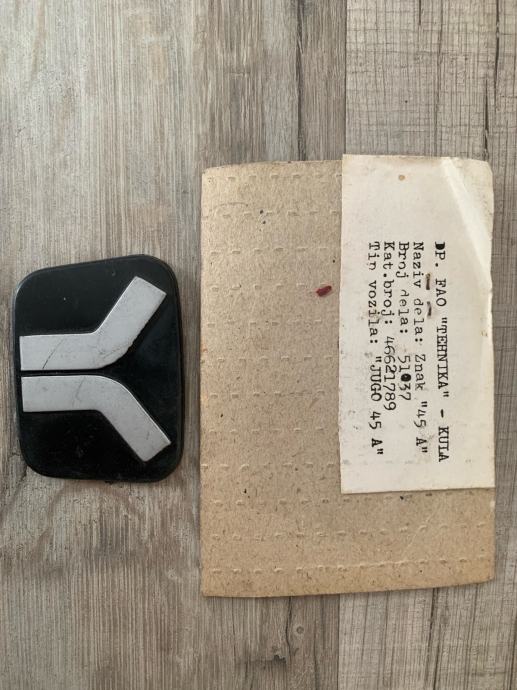 DP. FAO "TEHNIKA" - KULA
Naziv dela: Znak "45 A"
Broj dela: 51037
Kat.broj: 46621789
Tip vozila: "JUGO 45 A"